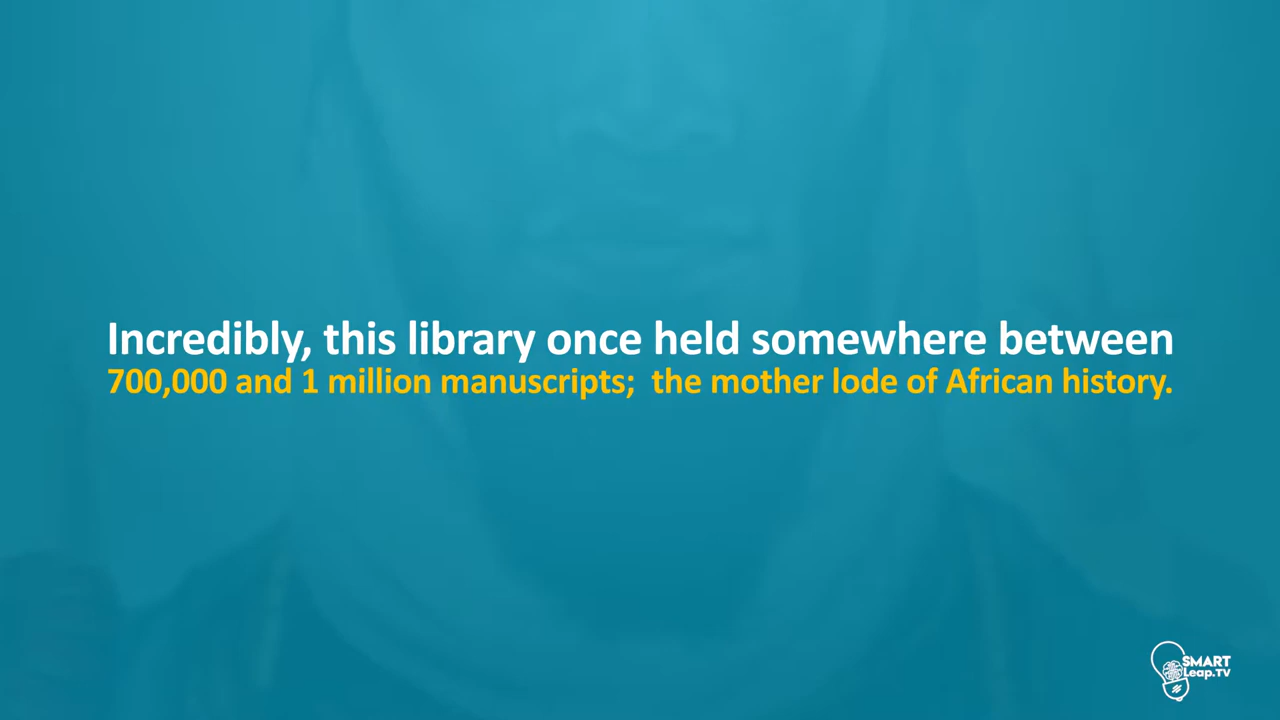 Incredibly, this library once held somewhere between
700,000 and 1 million manuscripts; the mother lode of African history.
SMART
Leap.TV